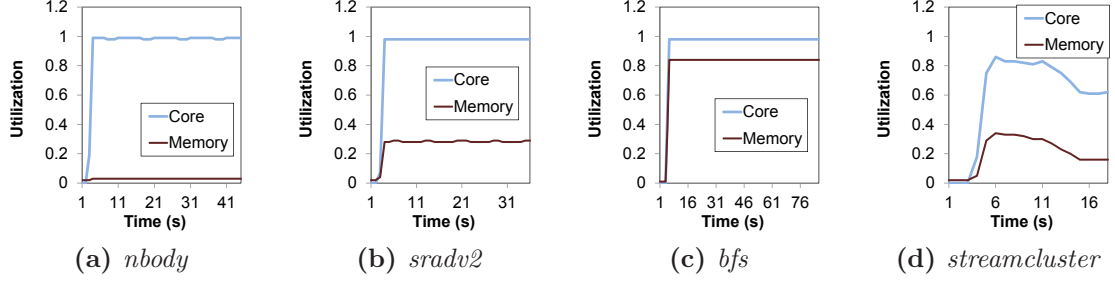 1.2
1
0.8
0.6
0.4
0.2
0
Utilization
Core
Memory
1 11 21 31 41
Time (s)
(a) nbody
1.2
1
0.8
0.6
0.4
0.2
0
Utilization
Core
Memory
1 11 21 31
Time (s)
(b) sradv2
1.2
1
0.8
0.6
0.4
0.2
0
Utilization
Core
Memory
1 16 31 46 61 76
Time (s)
(c) bfs
1.2
1
0.8
0.6
0.4
0.2
0
Utilization
Core
Memory
1 6 11 16
Time (s)
(d) streamcluster